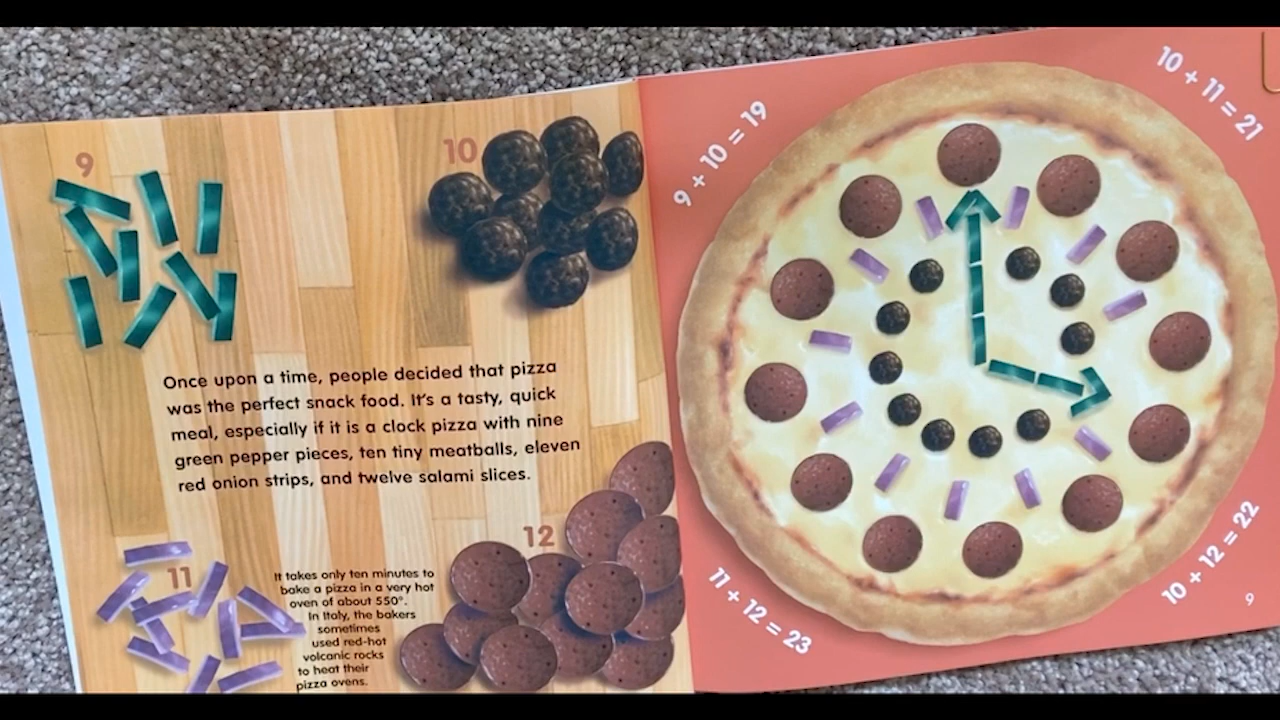 9
10
Once upon a time, people decided that pizza
was the perfect snack food. It's a tasty, quick
meal, especially if it is a clock pizza with nine
green pepper pieces, ten tiny meatballs, eleven
red onion strips, and twelve salami slices.
11
12
It takes only ten minutes to
bake a pizza in a very hot
oven of about 550°.
In Italy, the bakers
sometimes
used red-hot
volcanic rocks
to heat their
pizza ovens.
9 + 10 = 19
10 + 11 = 21
11 + 12 = 23
10 + 12 = 22
9